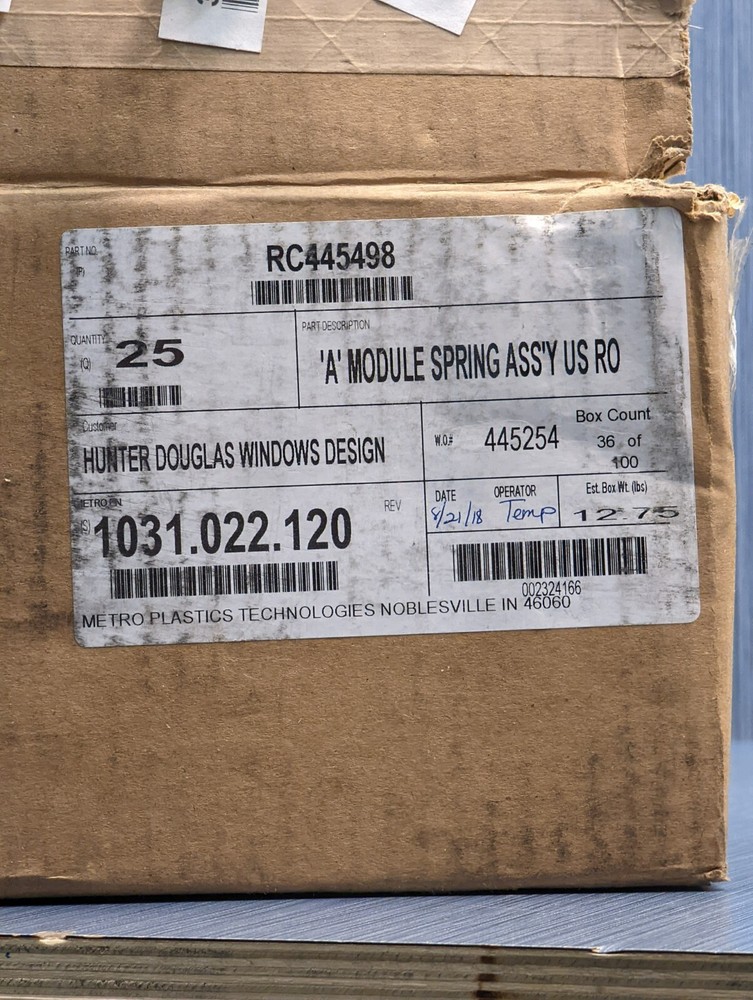 PART NO.
(P)
RC445498
QUANTITY
(Q)
25
PART DESCRIPTION
'A' MODULE SPRING ASS'Y US RO
Customer
HUNTER DOUGLAS WINDOWS DESIGN
W.O.#
445254
Box Count
36 of
100
METRO P.N.
(S)
1031.022.120
REV
DATE
8/21/18
OPERATOR
Temp
Est. Box Wt. (lbs)
12.75
002324166
METRO PLASTICS TECHNOLOGIES NOBLESVILLE IN 46060